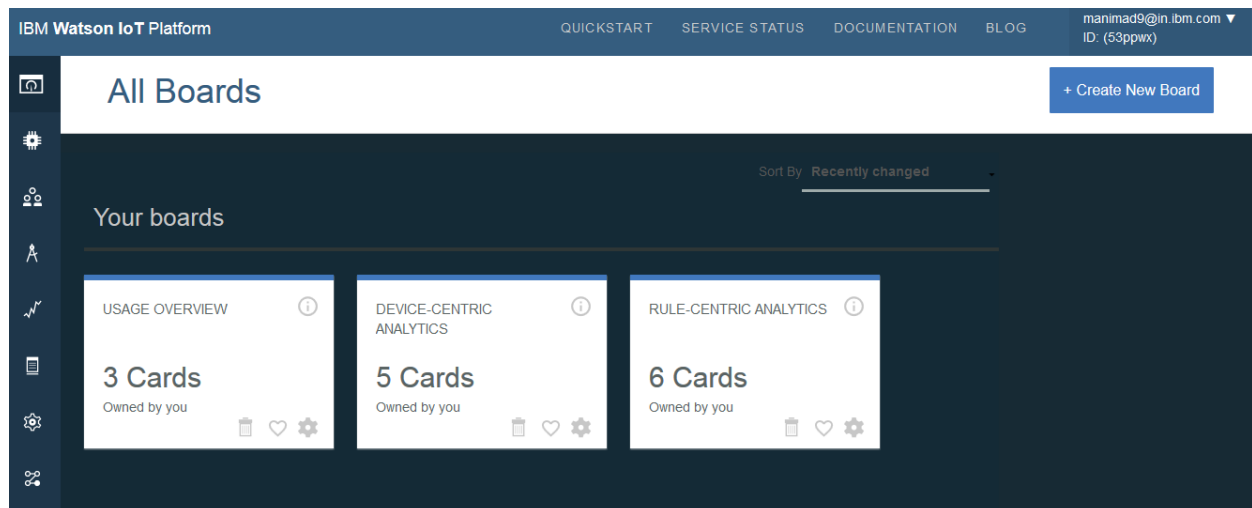 IBM Watson IoT Platform
QUICKSTART SERVICE STATUS DOCUMENTATION BLOG
manimad9@in.ibm.com ▼
ID: (53ppwx)
All Boards
+ Create New Board
Sort By Recently changed
Your boards
USAGE OVERVIEW
3 Cards
Owned by you
DEVICE-CENTRIC
ANALYTICS
5 Cards
Owned by you
RULE-CENTRIC ANALYTICS
6 Cards
Owned by you